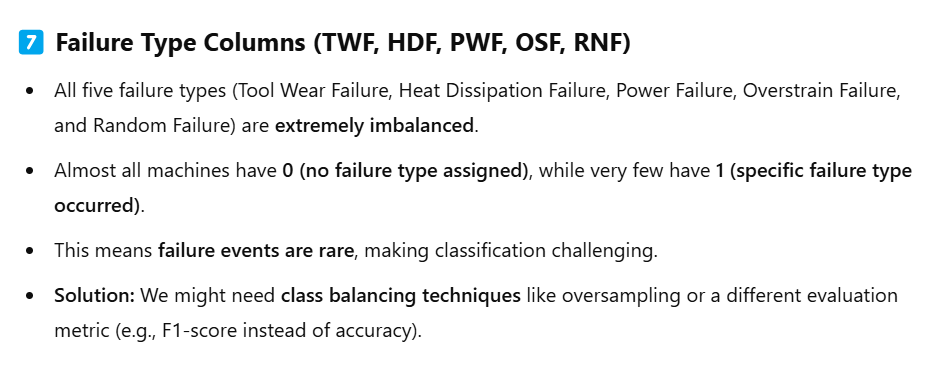 7 Failure Type Columns (TWF, HDF, PWF, OSF, RNF)
• All five failure types (Tool Wear Failure, Heat Dissipation Failure, Power Failure, Overstrain Failure,
and Random Failure) are extremely imbalanced.
• Almost all machines have 0 (no failure type assigned), while very few have 1 (specific failure type
occurred).
• This means failure events are rare, making classification challenging.
• Solution: We might need class balancing techniques like oversampling or a different evaluation
metric (e.g., F1-score instead of accuracy).